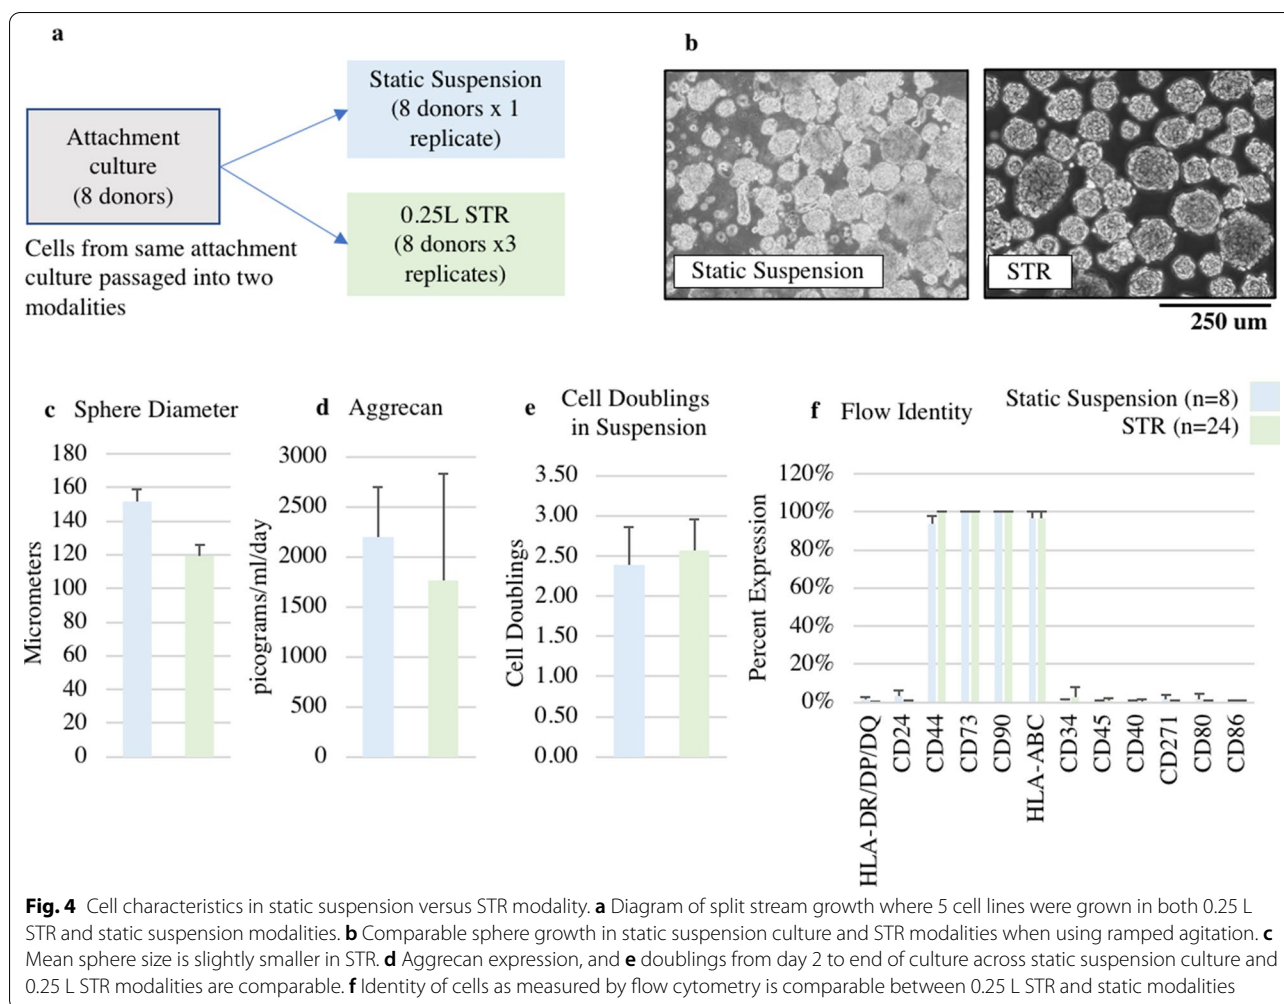 a
Attachment
culture
(8 donors)
Static Suspension
(8 donors x 1
replicate)
0.25L STR
(8 donors x3
replicates)
Cells from same attachment
culture passaged into two
modalities
b
Static Suspension
STR
250 um
c Sphere Diameter
Micrometers
180
160
140
120
100
80
60
40
20
0
d Aggrecan
picograms/ml/day
3000
2500
2000
1500
1000
500
0
e Cell Doublings
in Suspension
Cell Doublings
3.50
3.00
2.50
2.00
1.50
1.00
0.50
0.00
f Flow Identity
Static Suspension (n=8)
STR (n=24)
Percent Expression
120%
100%
80%
60%
40%
20%
0%
HLA-DR/DP/DQ
CD24
CD44
CD73
CD90
HLA-ABC
CD34
CD45
CD40
CD271
CD80
CD86
Fig. 4 Cell characteristics in static suspension versus STR modality. a Diagram of split stream growth where 5 cell lines were grown in both 0.25 L
STR and static suspension modalities. b Comparable sphere growth in static suspension culture and STR modalities when using ramped agitation. c
Mean sphere size is slightly smaller in STR. d Aggrecan expression, and e doublings from day 2 to end of culture across static suspension culture and
0.25 L STR modalities are comparable. f Identity of cells as measured by flow cytometry is comparable between 0.25 L STR and static modalities